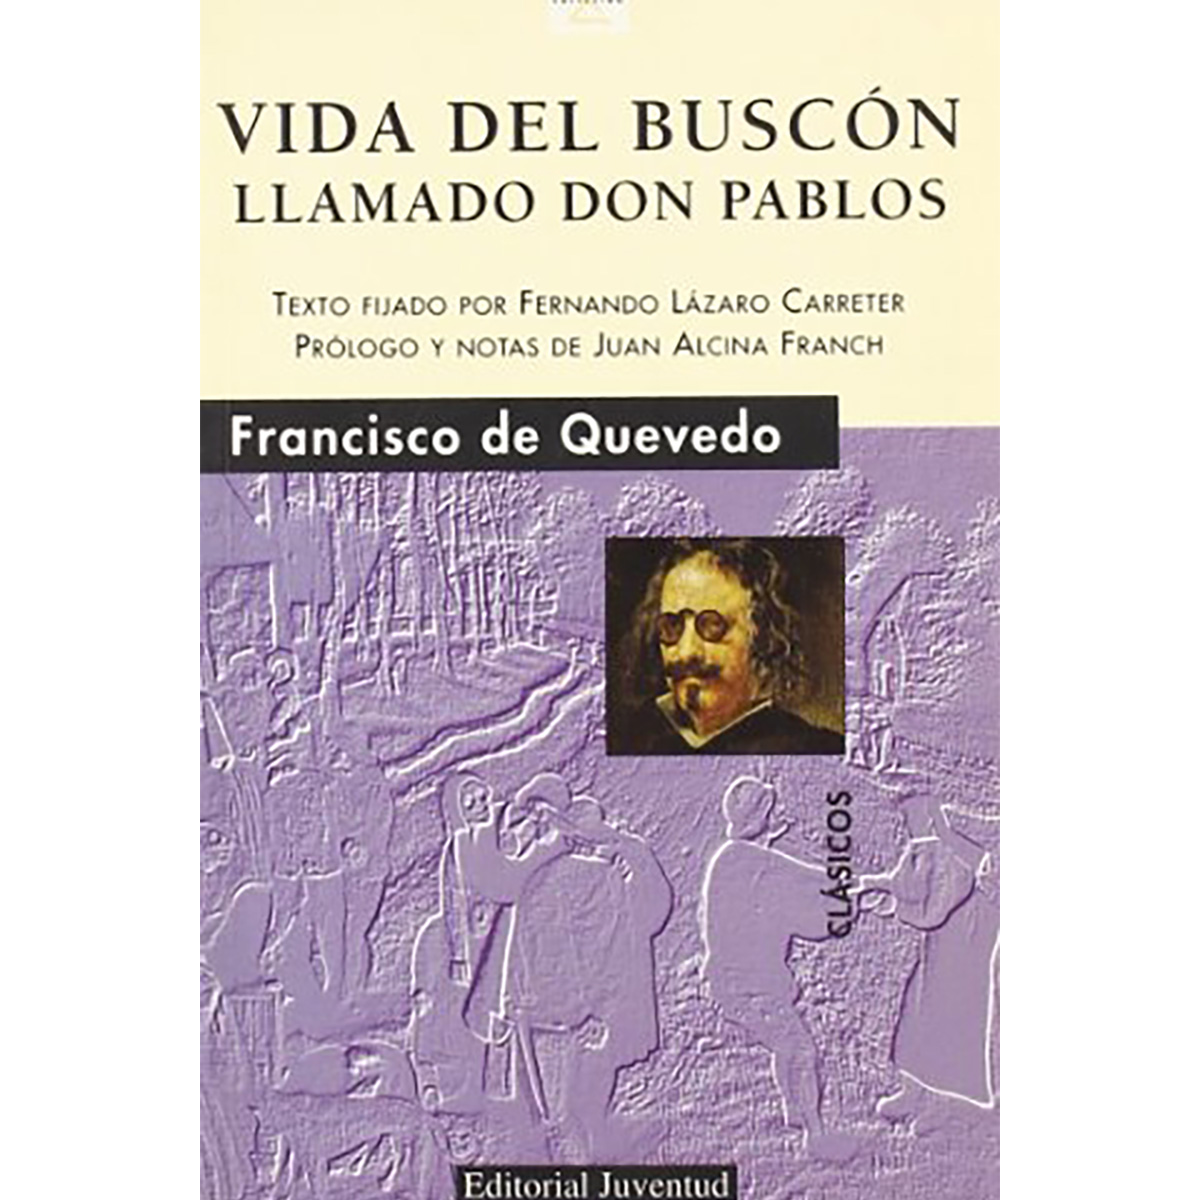 VIDA DEL BUSCÓN
LLAMADO DON PABLOS
TEXTO FIJADO POR FERNANDO LÁZARO CARRETER
PRÓLOGO Y NOTAS DE JUAN ALCINA FRANCH
Francisco de Quevedo
CLÁSICOS
Editorial Juventud